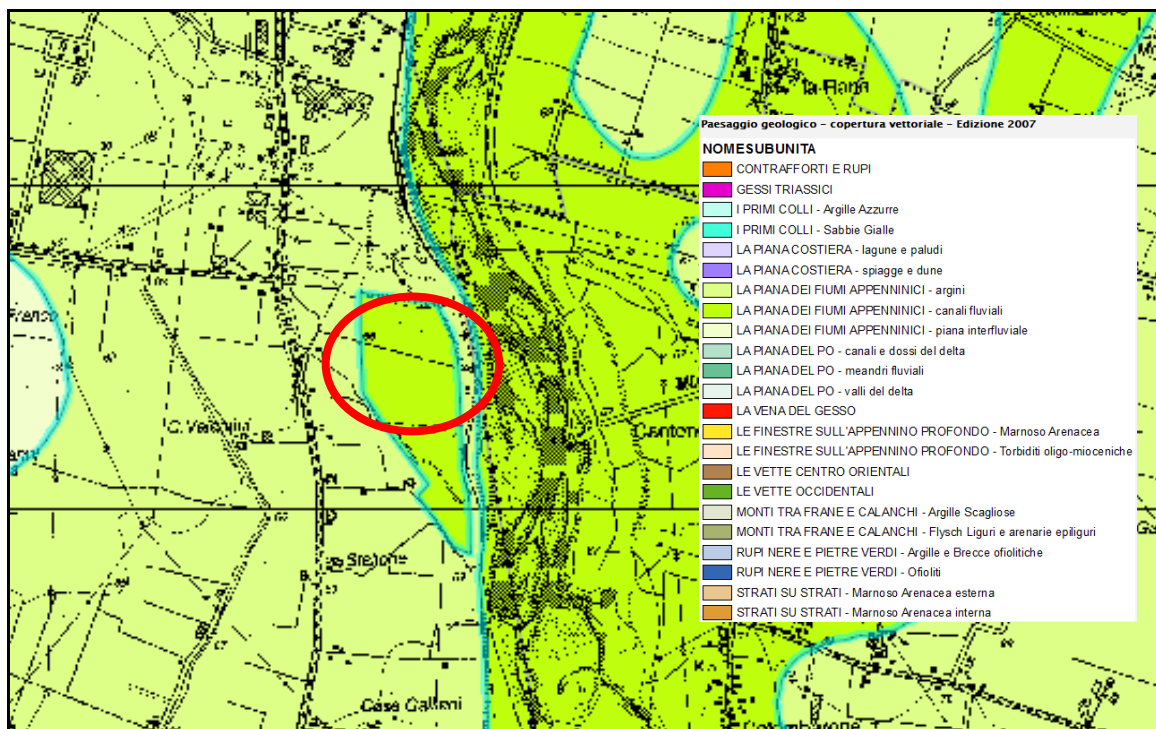 la Piana
Paesaggio geologico - copertura vettoriale - Edizione 2007
NOMESUBUNITA
CONTRAFFORTI E RUPI
GESSI TRIASSICI
I PRIMI COLLI - Argille Azzurre
I PRIMI COLLI - Sabbie Gialle
LA PIANA COSTIERA - lagune e paludi
LA PIANA COSTIERA - spiagge e dune
LA PIANA DEI FIUMI APPENNINICI - argini
LA PIANA DEI FIUMI APPENNINICI - canali fluviali
LA PIANA DEI FIUMI APPENNINICI - piana interfluviale
LA PIANA DEL PO - canali e dossi del delta
LA PIANA DEL PO - meandri fluviali
LA PIANA DEL PO - valli del delta
LA VENA DEL GESSO
LE FINESTRE SULL'APPENNINO PROFONDO - Marnoso Arenacea
LE FINESTRE SULL'APPENNINO PROFONDO - Torbiditi oligo-mioceniche
LE VETTE CENTRO ORIENTALI
LE VETTE OCCIDENTALI
MONTI TRA FRANE E CALANCHI - Argille Scagliose
MONTI TRA FRANE E CALANCHI - Flysch Liguri e arenarie epiliguri
RUPI NERE E PIETRE VERDI - Argille e Brecce ofiolitiche
RUPI NERE E PIETRE VERDI - Ofioliti
STRATI SU STRATI - Marnoso Arenacea esterna
STRATI SU STRATI - Marnoso Arenacea interna
Franco
Case Galliani